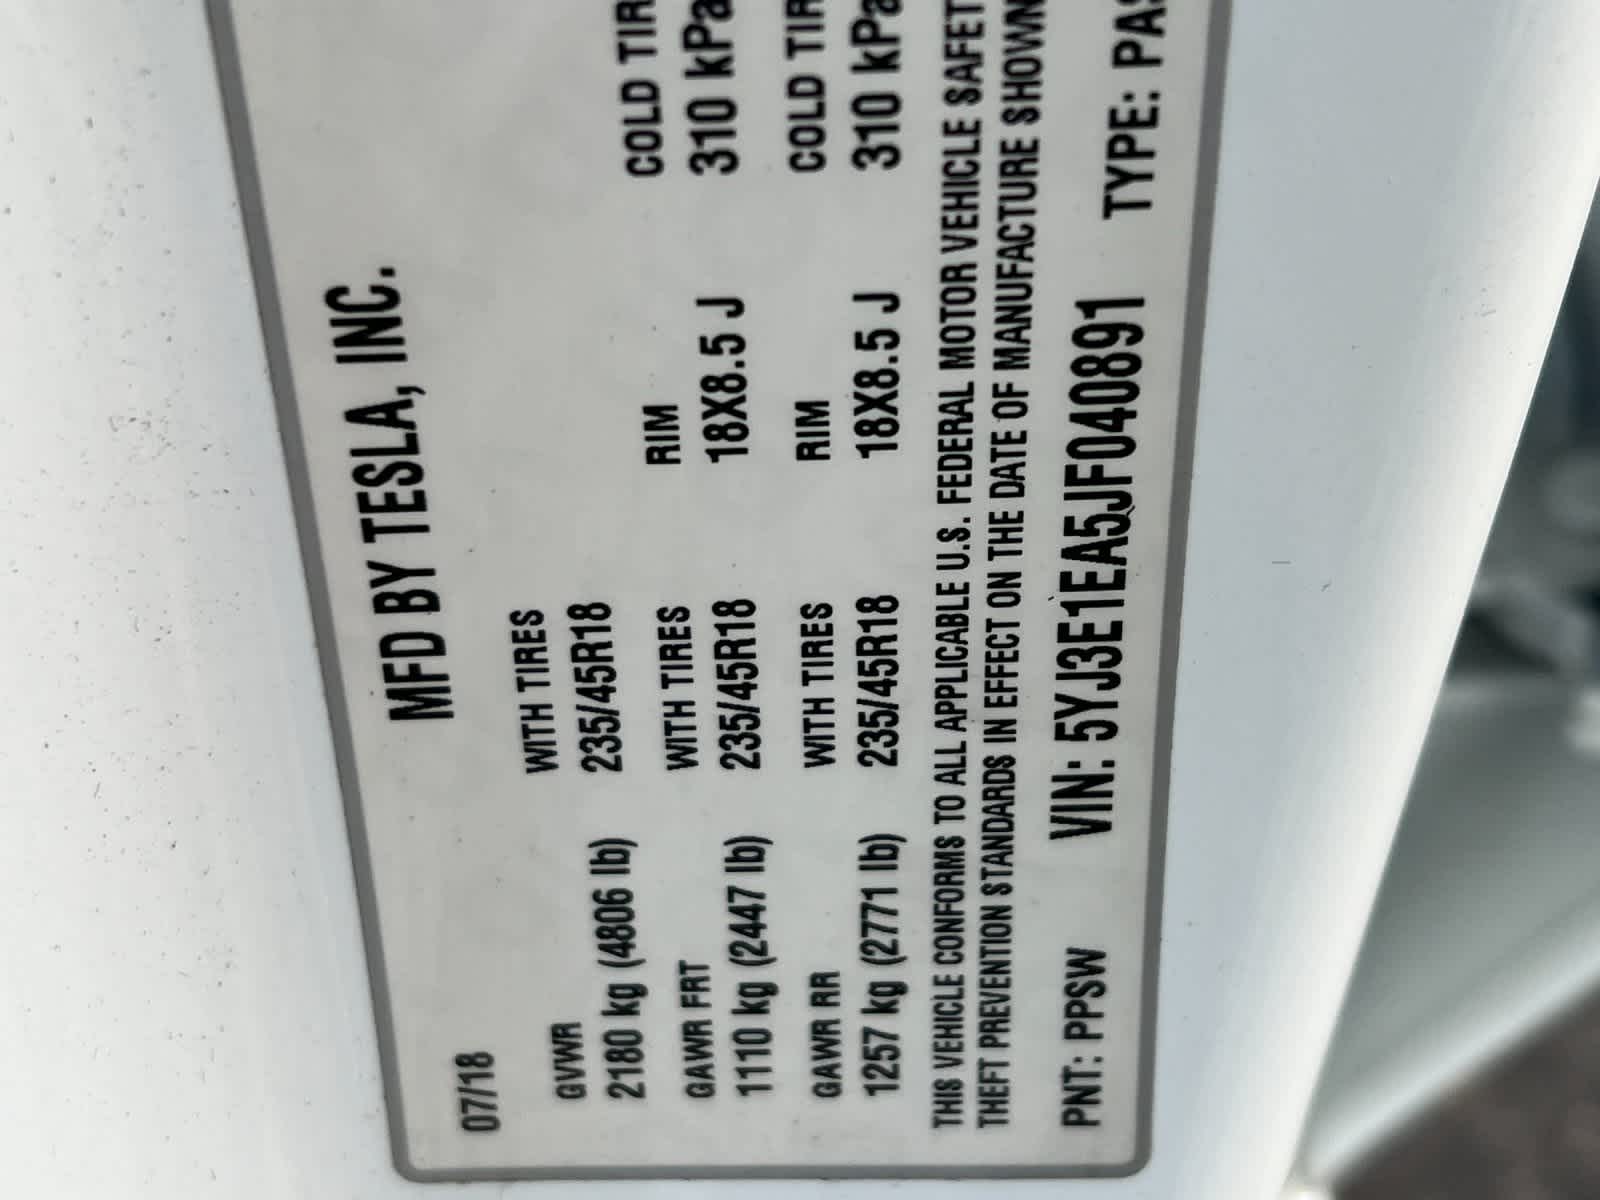 MFD BY TESLA, INC.
07/18
GVWR WITH TIRES
2180 kg (4806 lb) 235/45R18
GAWR FRT WITH TIRES RIM COLD TIR
1110 kg (2447 lb) 235/45R18 18X8.5 J 310 kPa
GAWR RR WITH TIRES RIM COLD TIR
1257 kg (2771 lb) 235/45R18 18X8.5 J 310 kPa
THIS VEHICLE CONFORMS TO ALL APPLICABLE U.S. FEDERAL MOTOR VEHICLE SAFET
THEFT PREVENTION STANDARDS IN EFFECT ON THE DATE OF MANUFACTURE SHOWN
PNT: PPSW VIN: 5YJ3E1EA5JF040891 TYPE: PAS